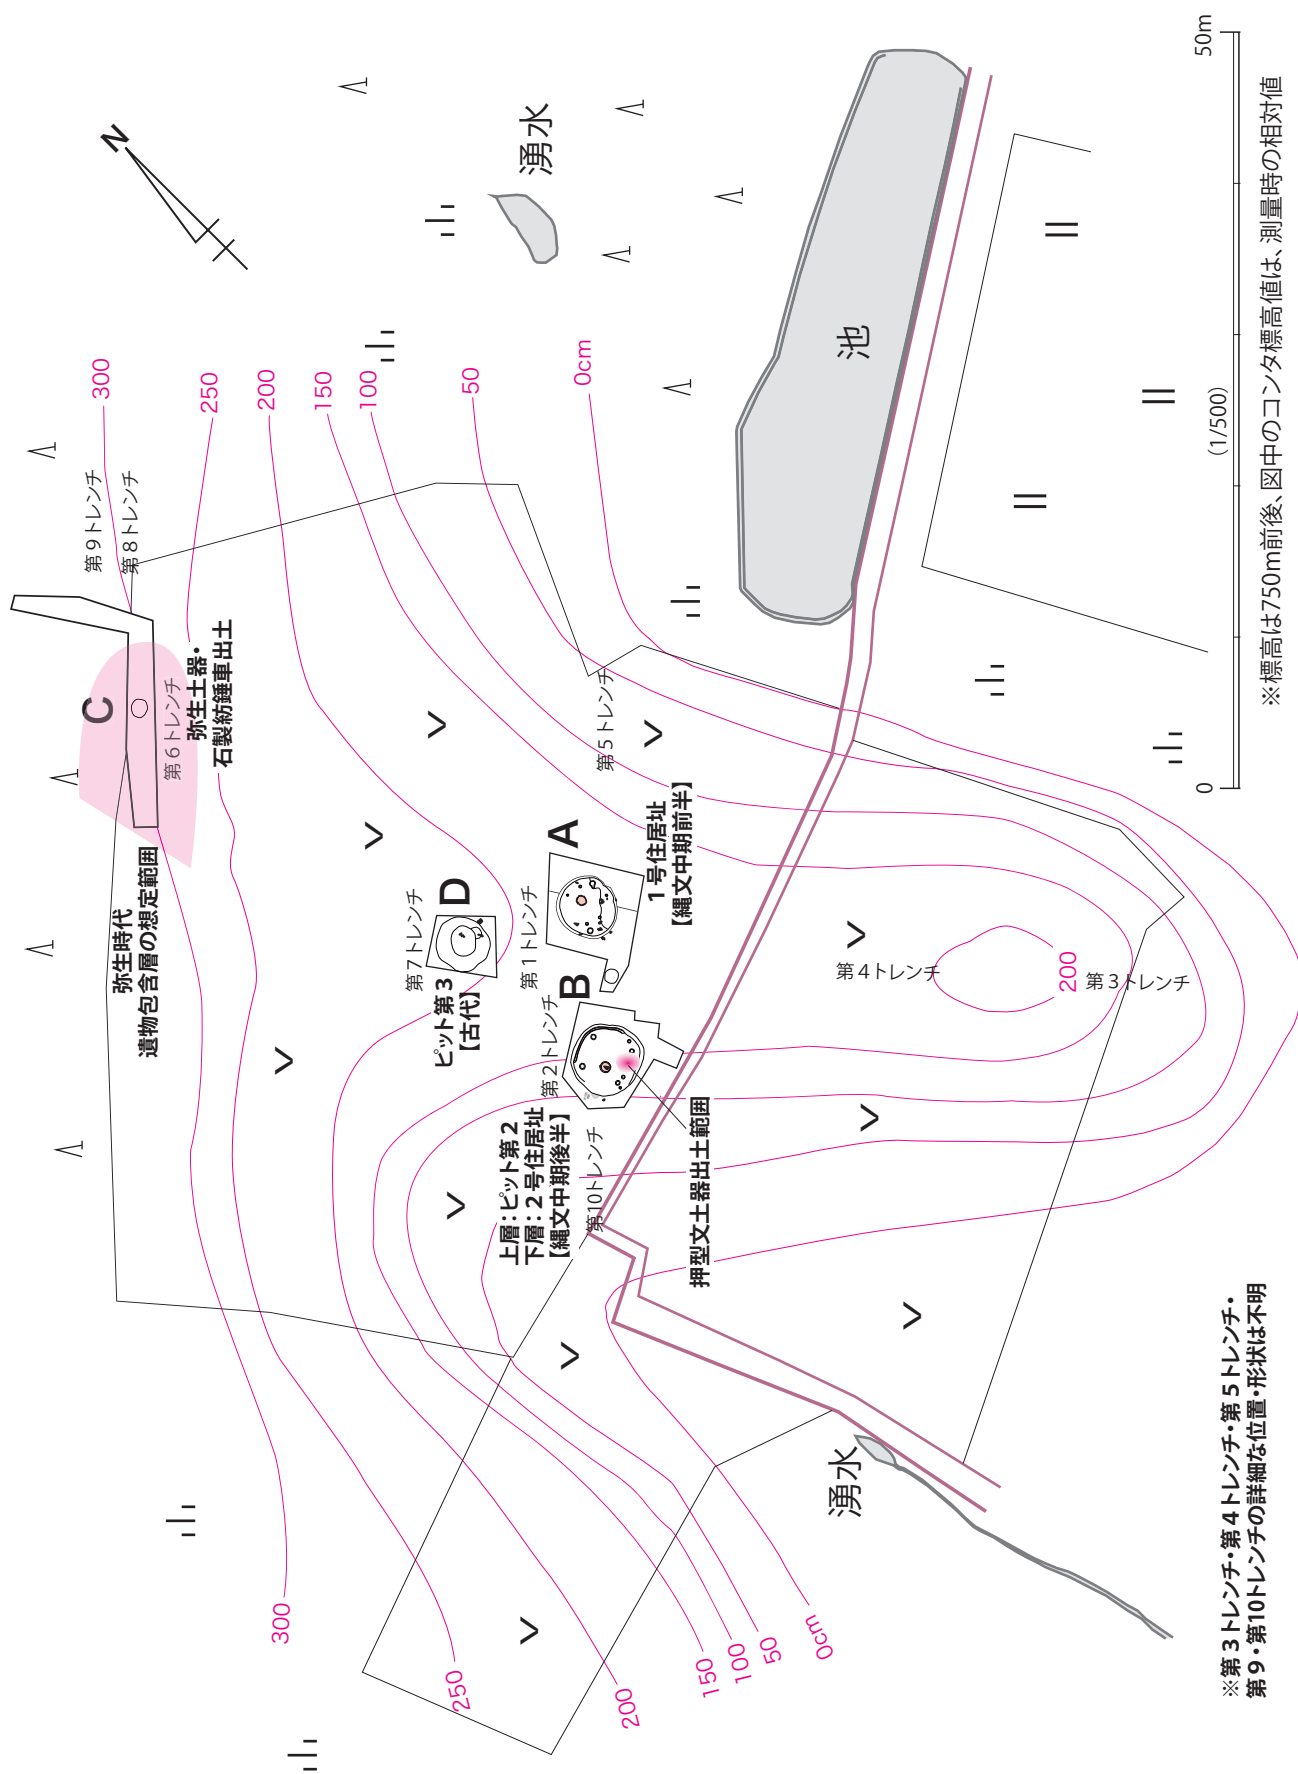 N
湧水
300
250
200
150
100
50
0cm
第9トレンチ
第8トレンチ
C
第6トレンチ
弥生土器・
石製紡錘車出土
弥生時代
遺物包含層の想定範囲
池
50m
0
(1/500)
※標高は750m前後、図中のコンタ標高値は、測量時の相対値
第5トレンチ
A
1号住居址
【縄文中期前半】
第1トレンチ
D
第7トレンチ
ピット第3
【古代】
B
第2トレンチ
上層：ピット第2
下層：2号住居址
【縄文中期後半】
第10トレンチ
押型文土器出土範囲
第4トレンチ
200
第3トレンチ
湧水
300
250
200
150
100
50
0cm
※第3トレンチ・第4トレンチ・第5トレンチ・
第9・第10トレンチの詳細な位置・形状は不明